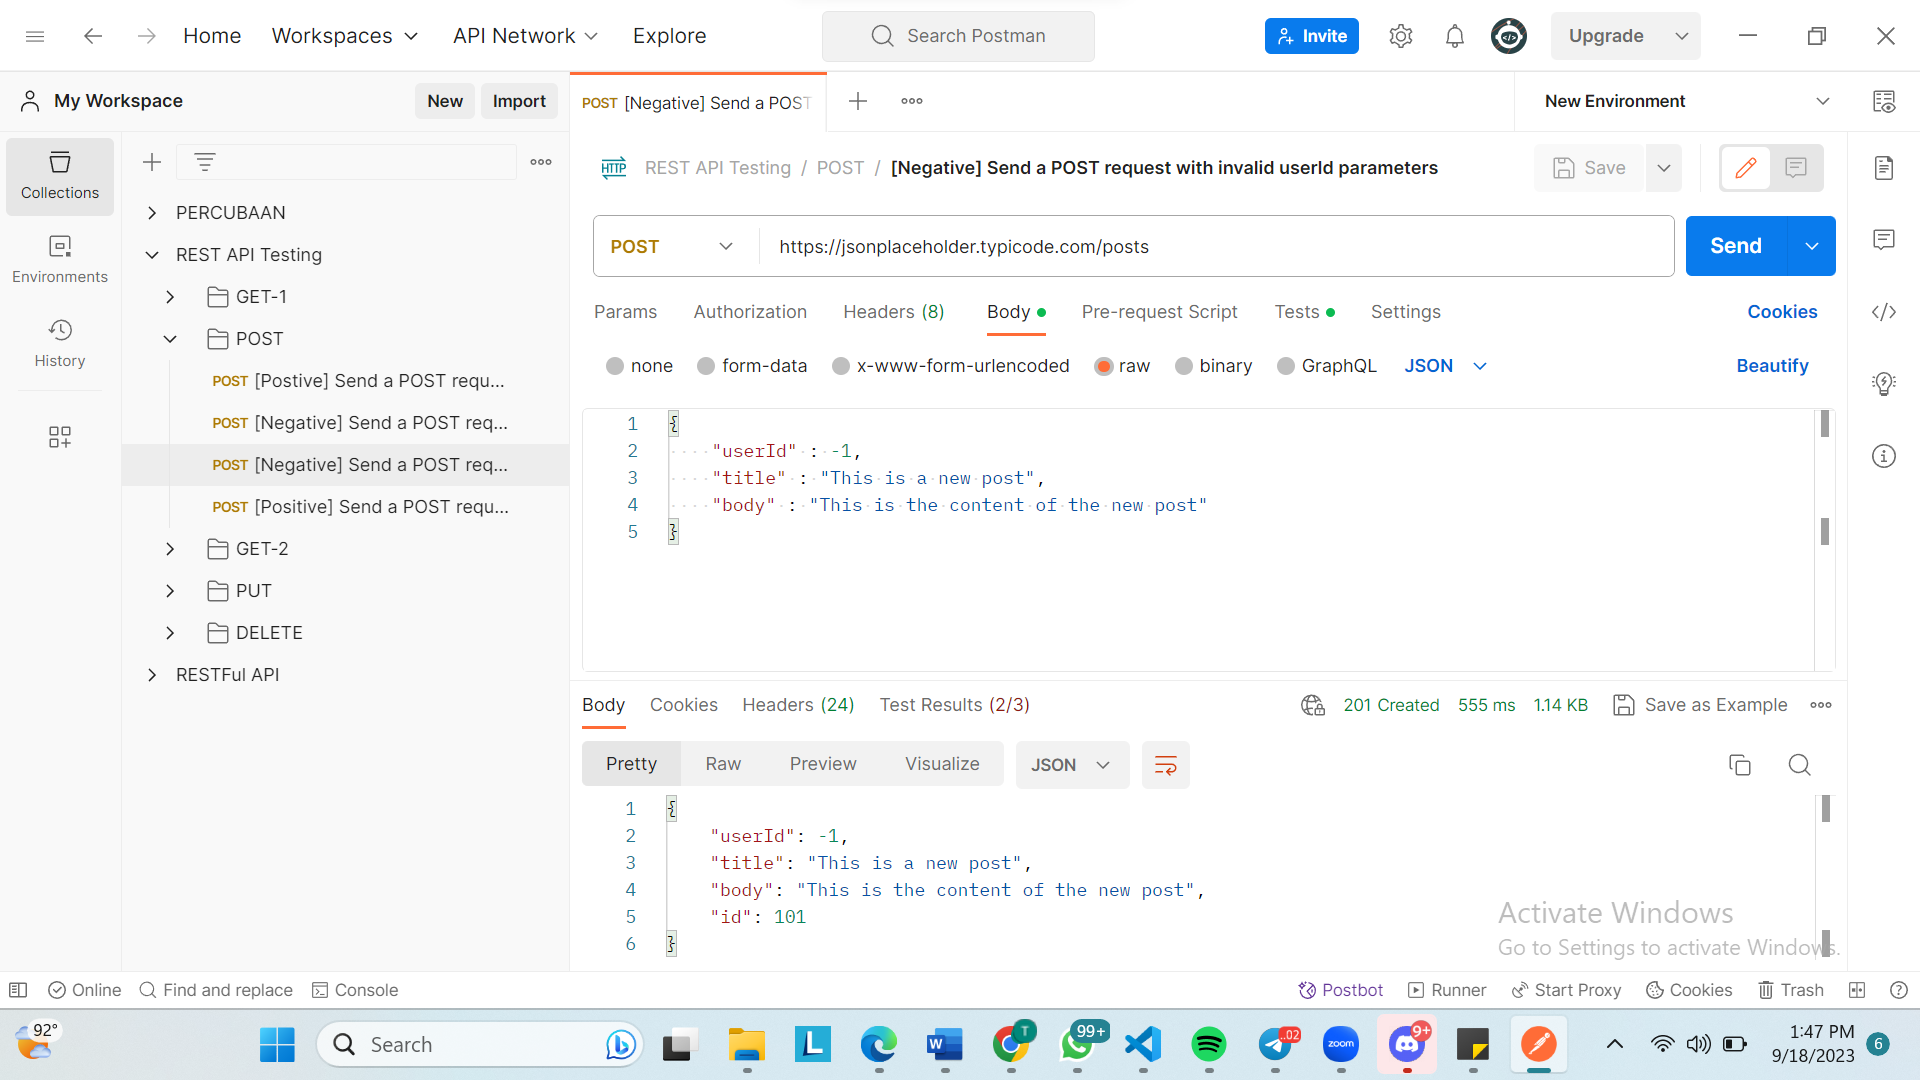 Home Workspaces API Network Explore Search Postman Invite Upgrade
My Workspace New Import POST [Negative] Send a POST New Environment
Collections
Environments
History
PERCUBAAN
REST API Testing
GET-1
POST
POST [Postive] Send a POST requ...
POST [Negative] Send a POST req...
POST [Negative] Send a POST req...
POST [Positive] Send a POST requ...
GET-2
PUT
DELETE
RESTFul API
HTTP REST API Testing / POST / [Negative] Send a POST request with invalid userId parameters Save
POST https://jsonplaceholder.typicode.com/posts Send
Params Authorization Headers (8) Body Pre-request Script Tests Settings Cookies
none form-data x-www-form-urlencoded raw binary GraphQL JSON Beautify
1 {
2 "userId" : -1,
3 "title" : "This is a new post",
4 "body" : "This is the content of the new post"
5 }
Body Cookies Headers (24) Test Results (2/3) 201 Created 555 ms 1.14 KB Save as Example
Pretty Raw Preview Visualize JSON
1 {
2 "userId": -1,
3 "title": "This is a new post",
4 "body": "This is the content of the new post",
5 "id": 101
6 }
Activate Windows
Go to Settings to activate Windows.
Online Find and replace Console Postbot Runner Start Proxy Cookies Trash
92° Search L W T 99+ ..02 zoom 9+ 1:47 PM
9/18/2023 6